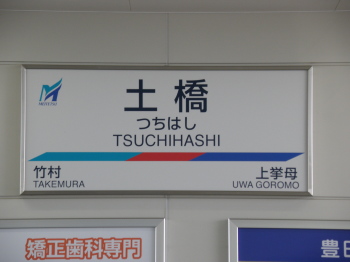 MEITETSU
土橋
つちはし
TSUCHIHASHI
竹村
TAKEMURA
上挙母
UWA GOROMO
矯正歯科専門
豊